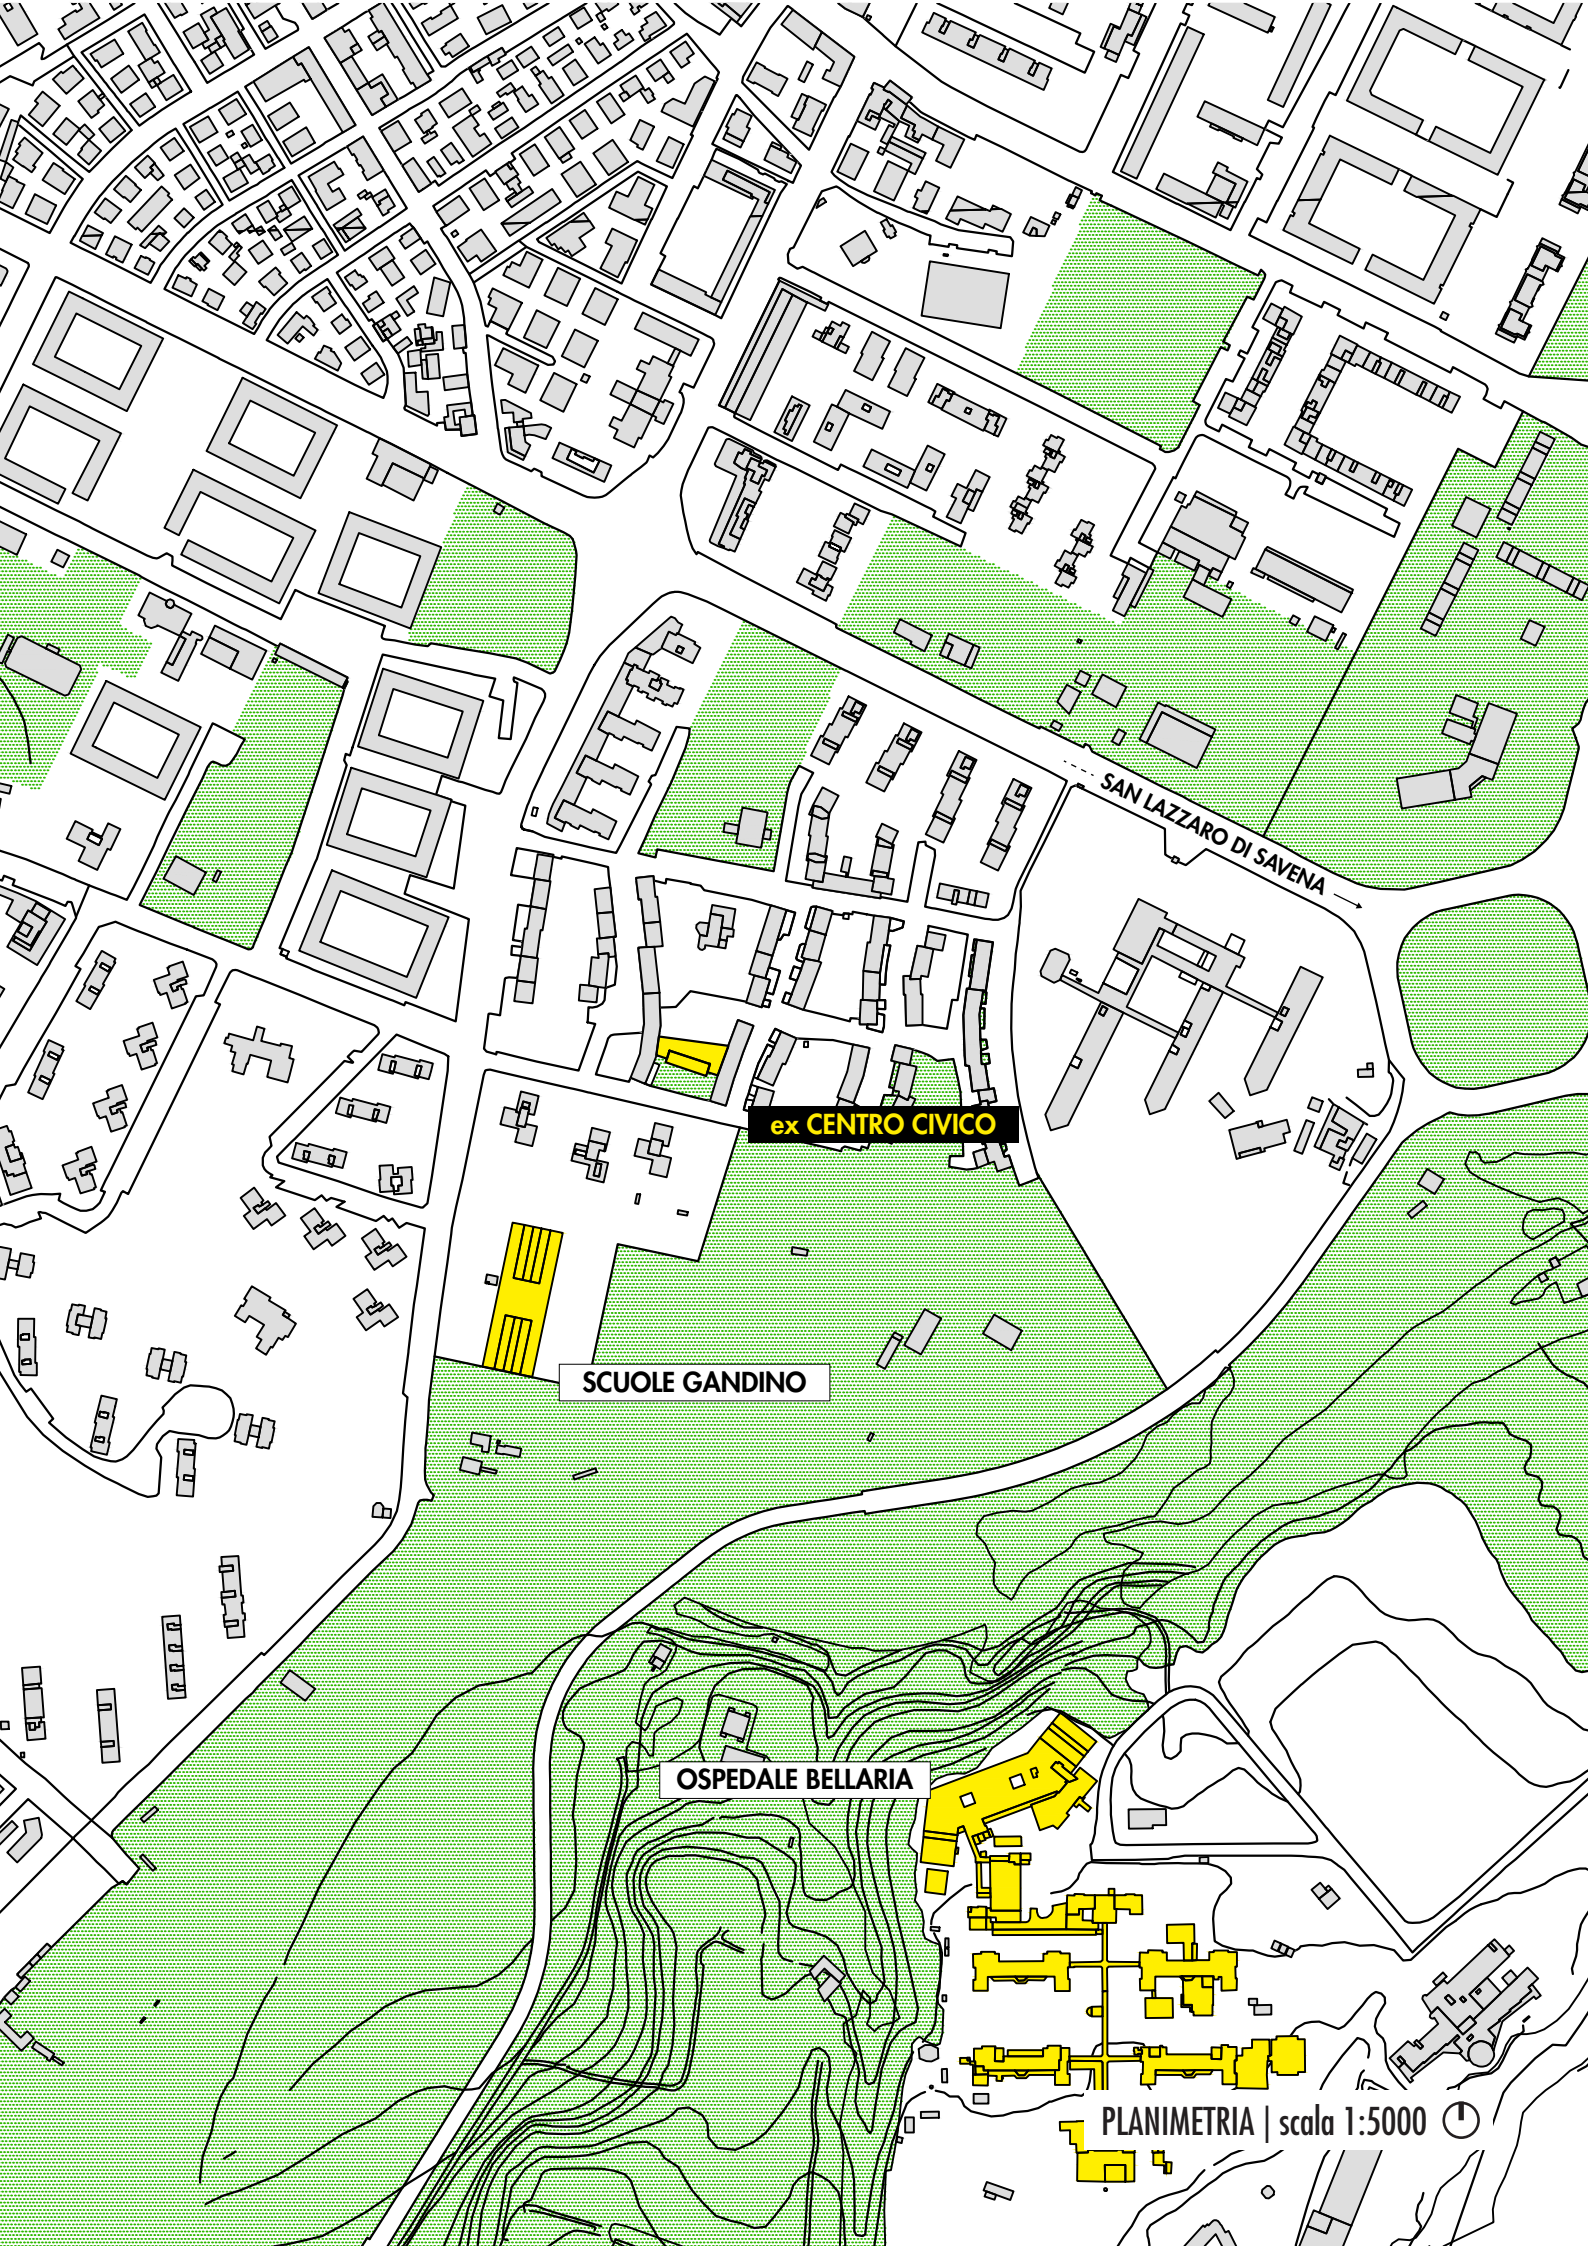 SAN LAZZARO DI SAVENA
ex CENTRO CIVICO
SCUOLE GANDINO
OSPEDALE BELLARIA
PLANIMETRIA | scala 1:5000